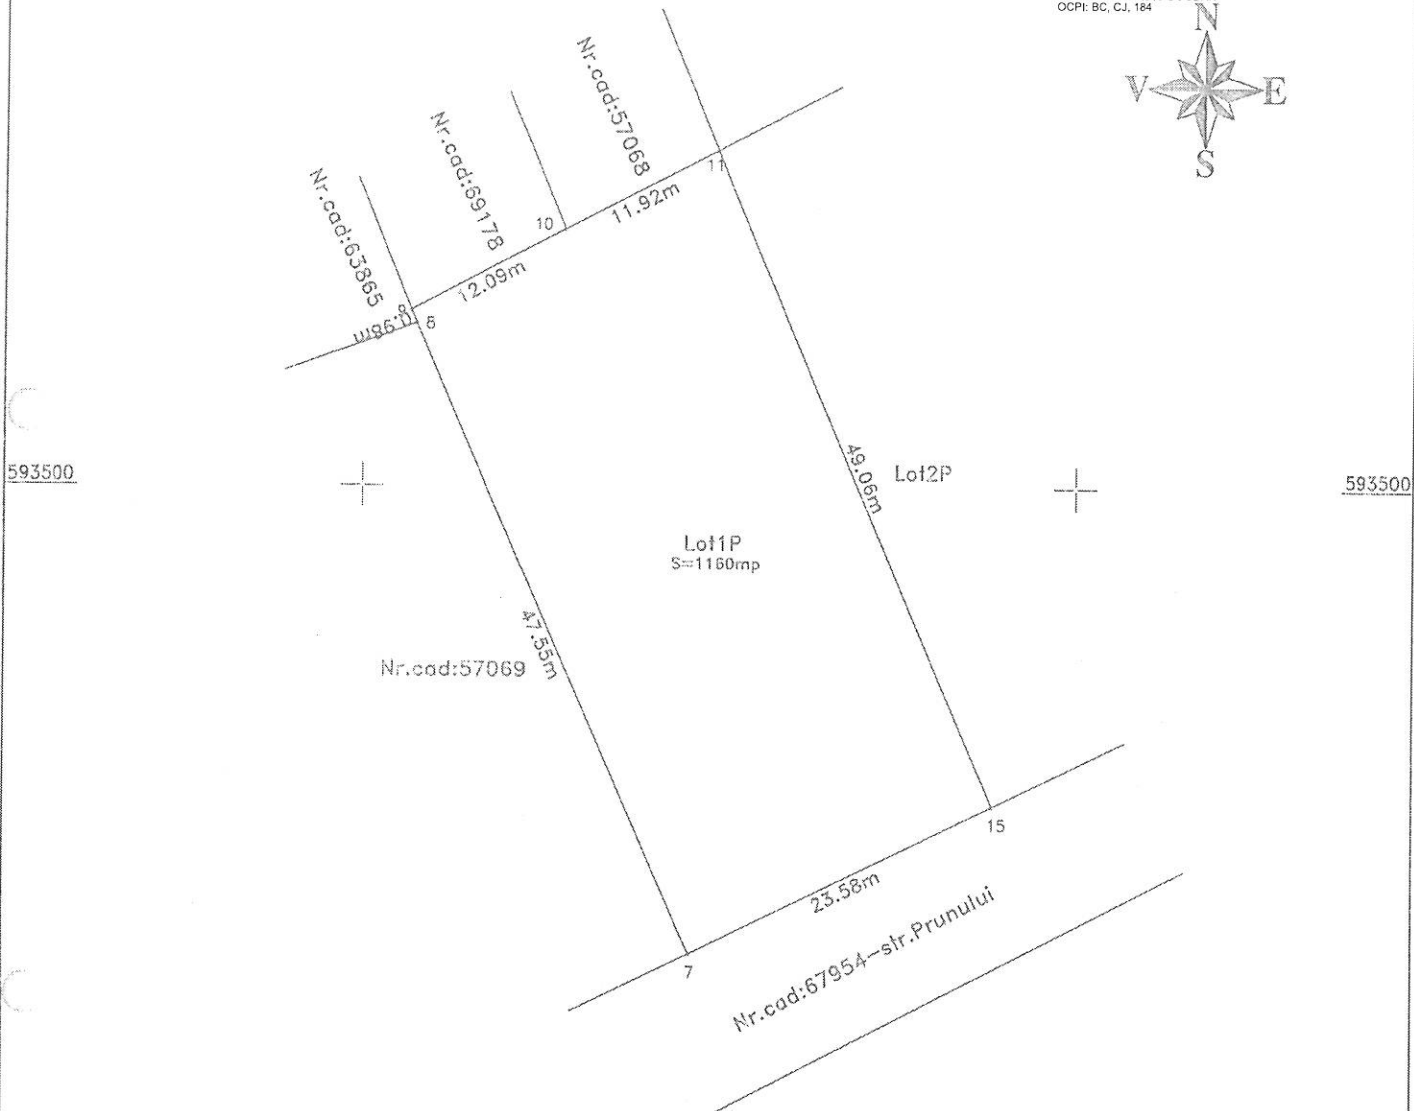 OCPI: BC, CJ, 184
N
V
E
S
Nr.cad:57068
Nr.cad:69178
Nr.cad:63865
11
11.92m
10
12.09m
0.98m
8
593500
593500
49.06m
Lot2P
Lot1P
S=1160mp
47.55m
Nr.cad:57069
15
23.58m
7
Nr.cad:67954-str.Prunului